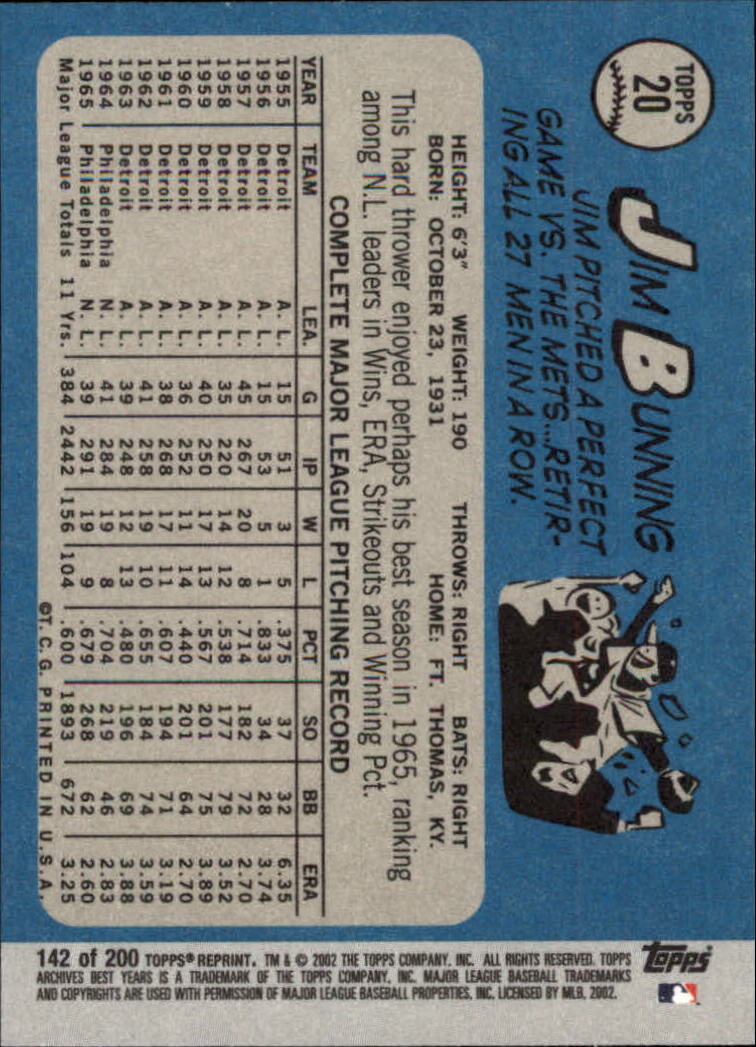 TOPPS
20
JIM BUNNING
JIM PITCHED A PERFECT
GAME VS. THE METS...RETIR-
ING ALL 27 MEN IN A ROW.
HEIGHT: 6'3" WEIGHT: 190 THROWS: RIGHT BATS: RIGHT
BORN: OCTOBER 23, 1931 HOME: FT. THOMAS, KY.
This hard thrower enjoyed perhaps his best season in 1965, ranking
among N.L. leaders in Wins, ERA, Strikeouts and Winning Pct.
COMPLETE MAJOR LEAGUE PITCHING RECORD
YEAR TEAM LEA. G IP W L PCT SO BB ERA
1955 Detroit A. L. 15 51 3 5 .375 37 32 6.35
1956 Detroit A. L. 15 53 5 1 .833 34 28 3.74
1957 Detroit A. L. 45 267 20 8 .714 182 72 2.70
1958 Detroit A. L. 35 220 14 12 .538 177 79 3.52
1959 Detroit A. L. 40 250 17 13 .567 201 75 3.89
1960 Detroit A. L. 36 252 11 14 .440 201 64 2.70
1961 Detroit A. L. 38 268 17 11 .607 194 71 3.19
1962 Detroit A. L. 41 258 19 10 .655 184 74 3.59
1963 Detroit A. L. 39 248 12 13 .480 196 69 3.88
1964 Philadelphia N. L. 41 284 19 8 .704 219 46 2.83
1965 Philadelphia N. L. 39 291 19 9 .679 268 62 2.60
Major League Totals 11 Yrs. 384 2442 156 104 .600 1893 672 3.25
©T. C. G. PRINTED IN U.S.A.
142 of 200 TOPPS® REPRINT. TM & © 2002 THE TOPPS COMPANY, INC. ALL RIGHTS RESERVED. TOPPS
ARCHIVES BEST YEARS IS A TRADEMARK OF THE TOPPS COMPANY, INC. MAJOR LEAGUE BASEBALL TRADEMARKS
AND COPYRIGHTS ARE USED WITH PERMISSION OF MAJOR LEAGUE BASEBALL PROPERTIES, INC. LICENSED BY MLB, 2002.
Topps